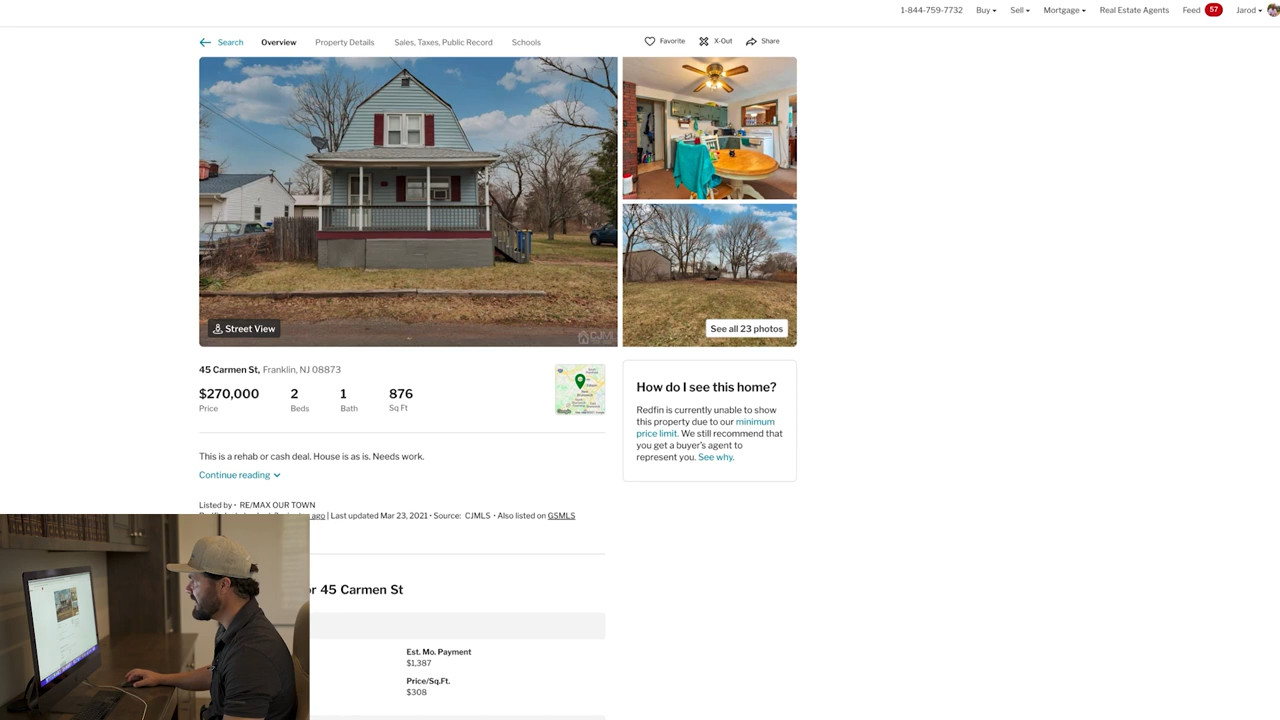 1-844-759-7732 Buy Sell Mortgage Real Estate Agents Feed 57 Jarod
Search Overview Property Details Sales, Taxes, Public Record Schools Favorite X-Out Share
Street View
See all 23 photos
45 Carmen St, Franklin, NJ 08873
$270,000 2 1 876
Price Beds Bath Sq Ft
How do I see this home?
Redfin is currently unable to show
this property due to our minimum
price limit. We still recommend that
you get a buyer's agent to
represent you. See why.
This is a rehab or cash deal. House is as is. Needs work.
Continue reading
Listed by • RE/MAX OUR TOWN
ago | Last updated Mar 23, 2021 • Source: CJMLS • Also listed on GSMLS
or 45 Carmen St
Est. Mo. Payment
$1,387
Price/Sq.Ft.
$308